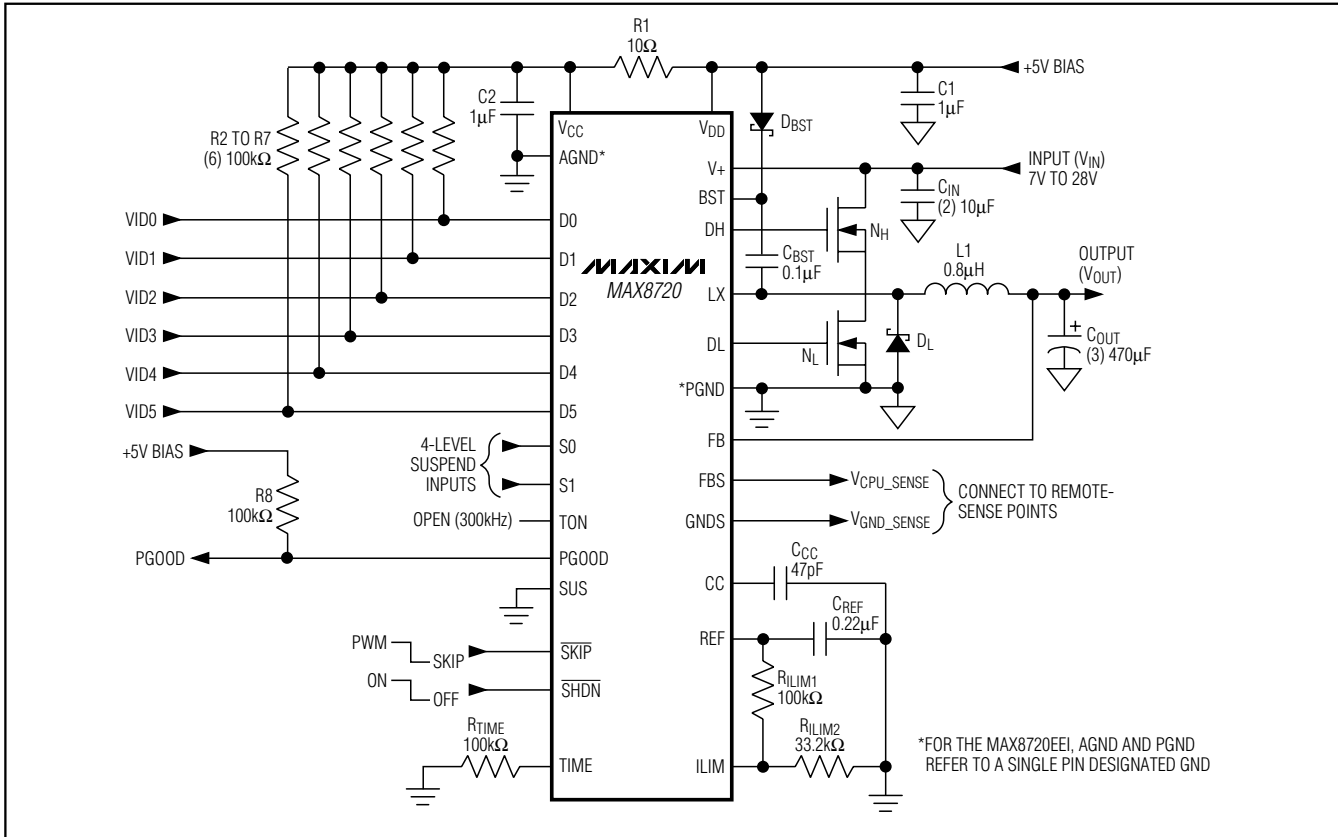 R1
10Ω
+5V BIAS
C2
1µF
C1
1µF
R2 TO R7
(6) 100kΩ
VCC
VDD
DBST
AGND*
V+
INPUT (VIN)
7V TO 28V
BST
CIN
(2) 10µF
VID0
D0
DH
NH
VID1
D1
MAXIM
MAX8720
CBST
0.1µF
L1
0.8µH
OUTPUT
(VOUT)
VID2
D2
LX
VID3
D3
DL
NL
DL
COUT
(3) 470µF
VID4
D4
*PGND
VID5
D5
FB
+5V BIAS
4-LEVEL
SUSPEND
INPUTS
S0
S1
FBS
VCPU_SENSE
GNDS
VGND_SENSE
CONNECT TO REMOTE-
SENSE POINTS
R8
100kΩ
OPEN (300kHz)
TON
PGOOD
PGOOD
CC
CCC
47pF
SUS
REF
CREF
0.22µF
PWM
SKIP
SKIP
ON
OFF
SHDN
RILIM1
100kΩ
RTIME
100kΩ
TIME
ILIM
RILIM2
33.2kΩ
*FOR THE MAX8720EEI, AGND AND PGND
REFER TO A SINGLE PIN DESIGNATED GND